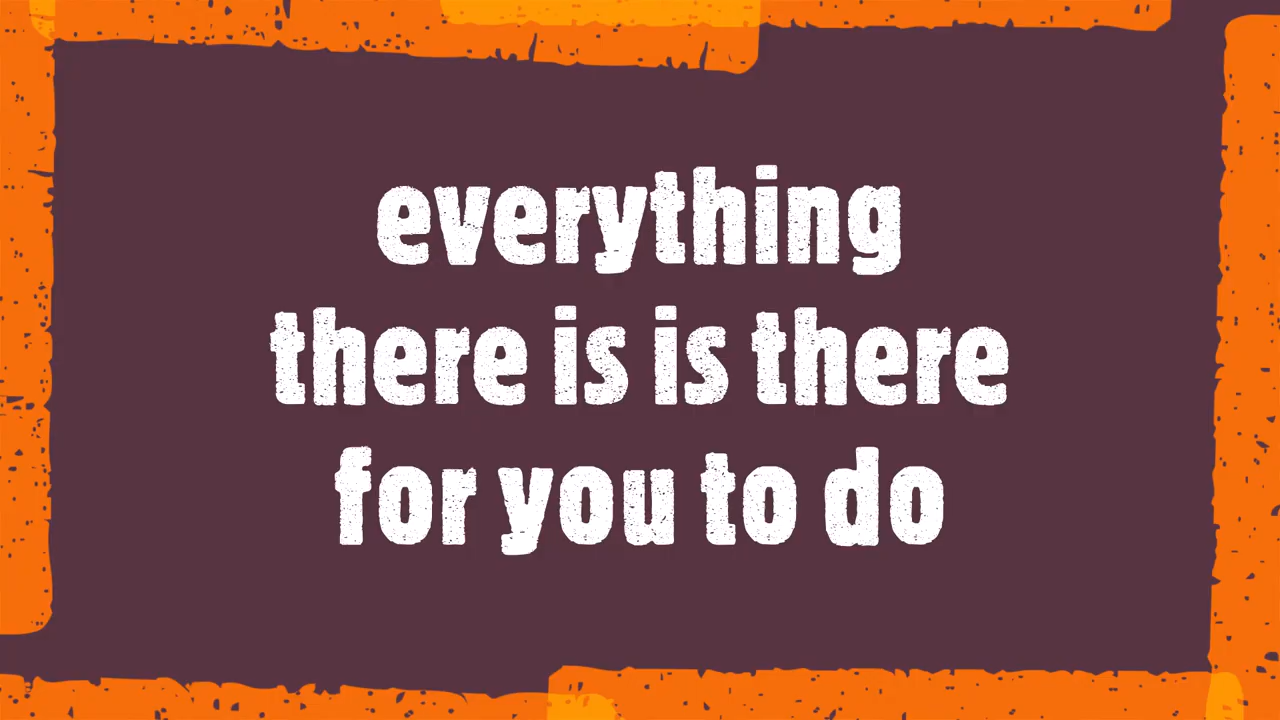 everything
there is is there
for you to do